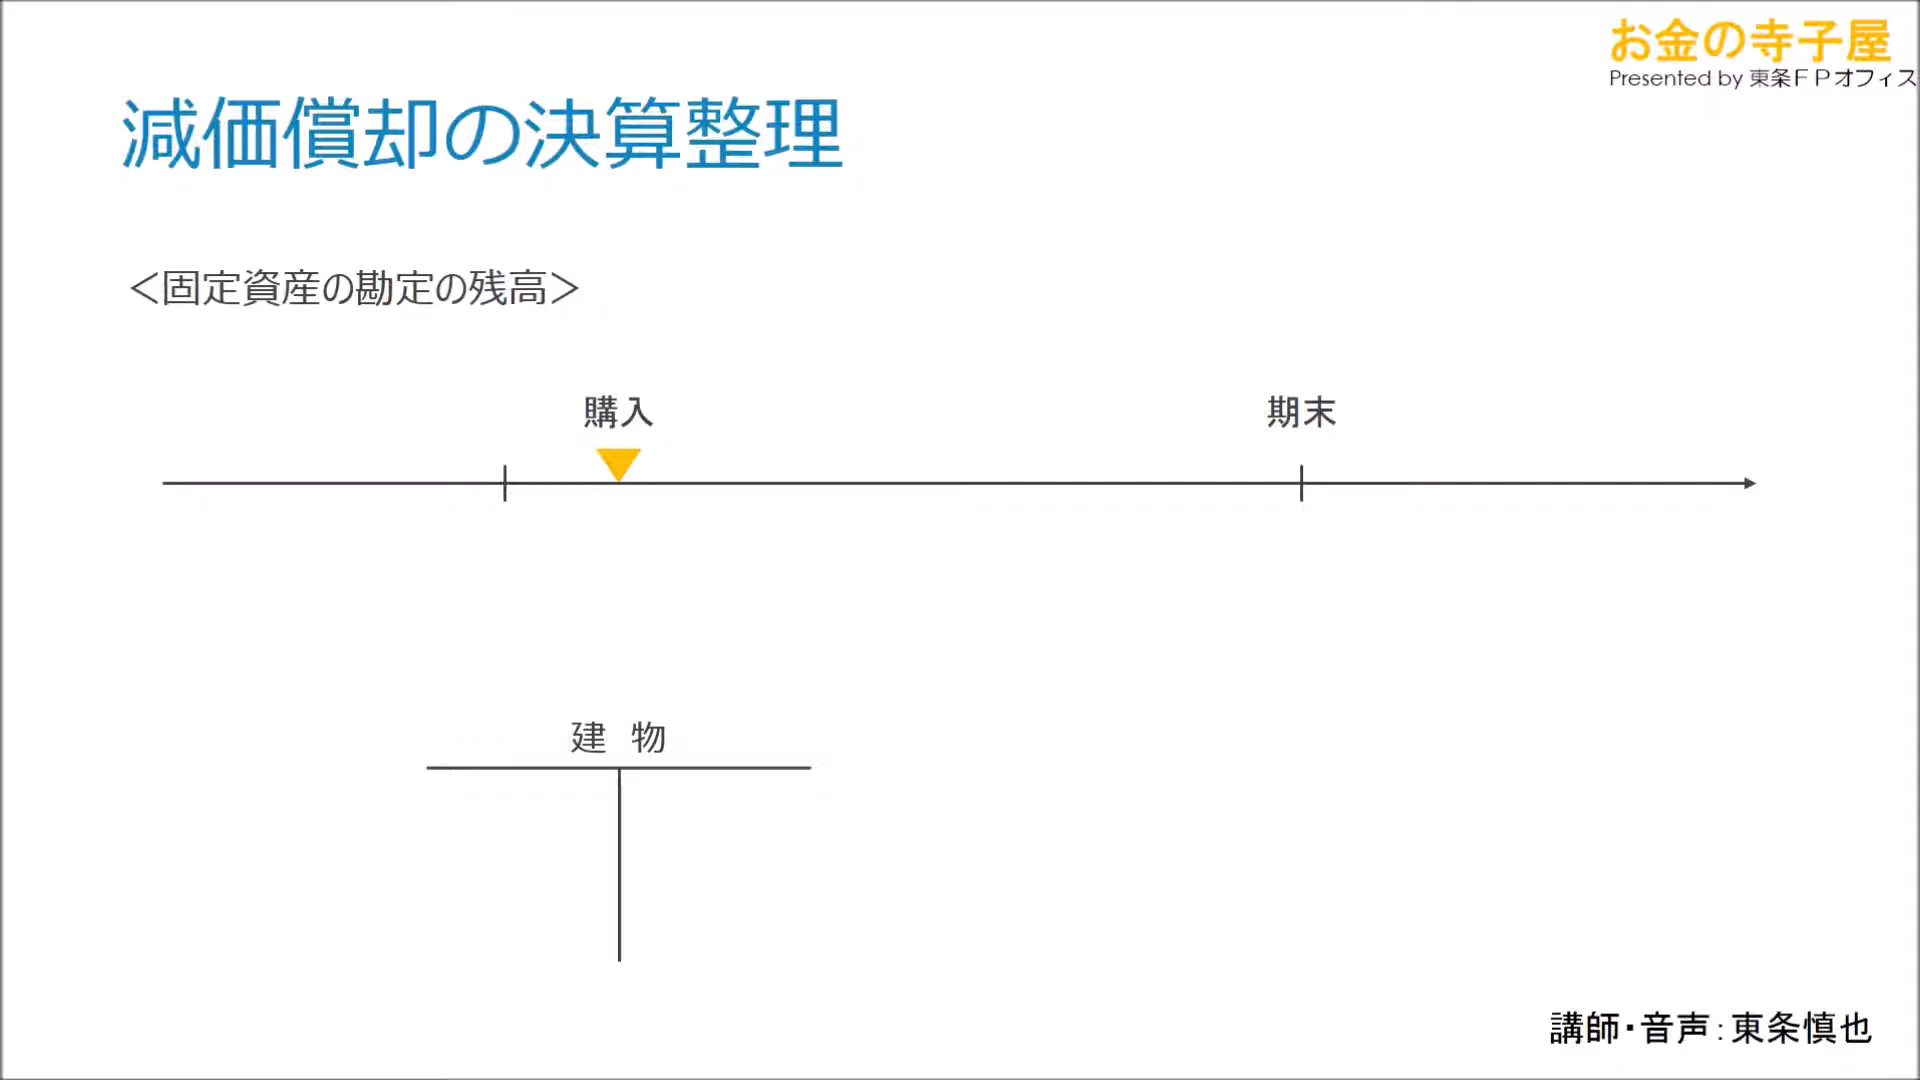 お金の寺子屋
Presented by 東条ＦＰオフィス
減価償却の決算整理
＜固定資産の勘定の残高＞
購入
期末
建　物
講師・音声：東条慎也